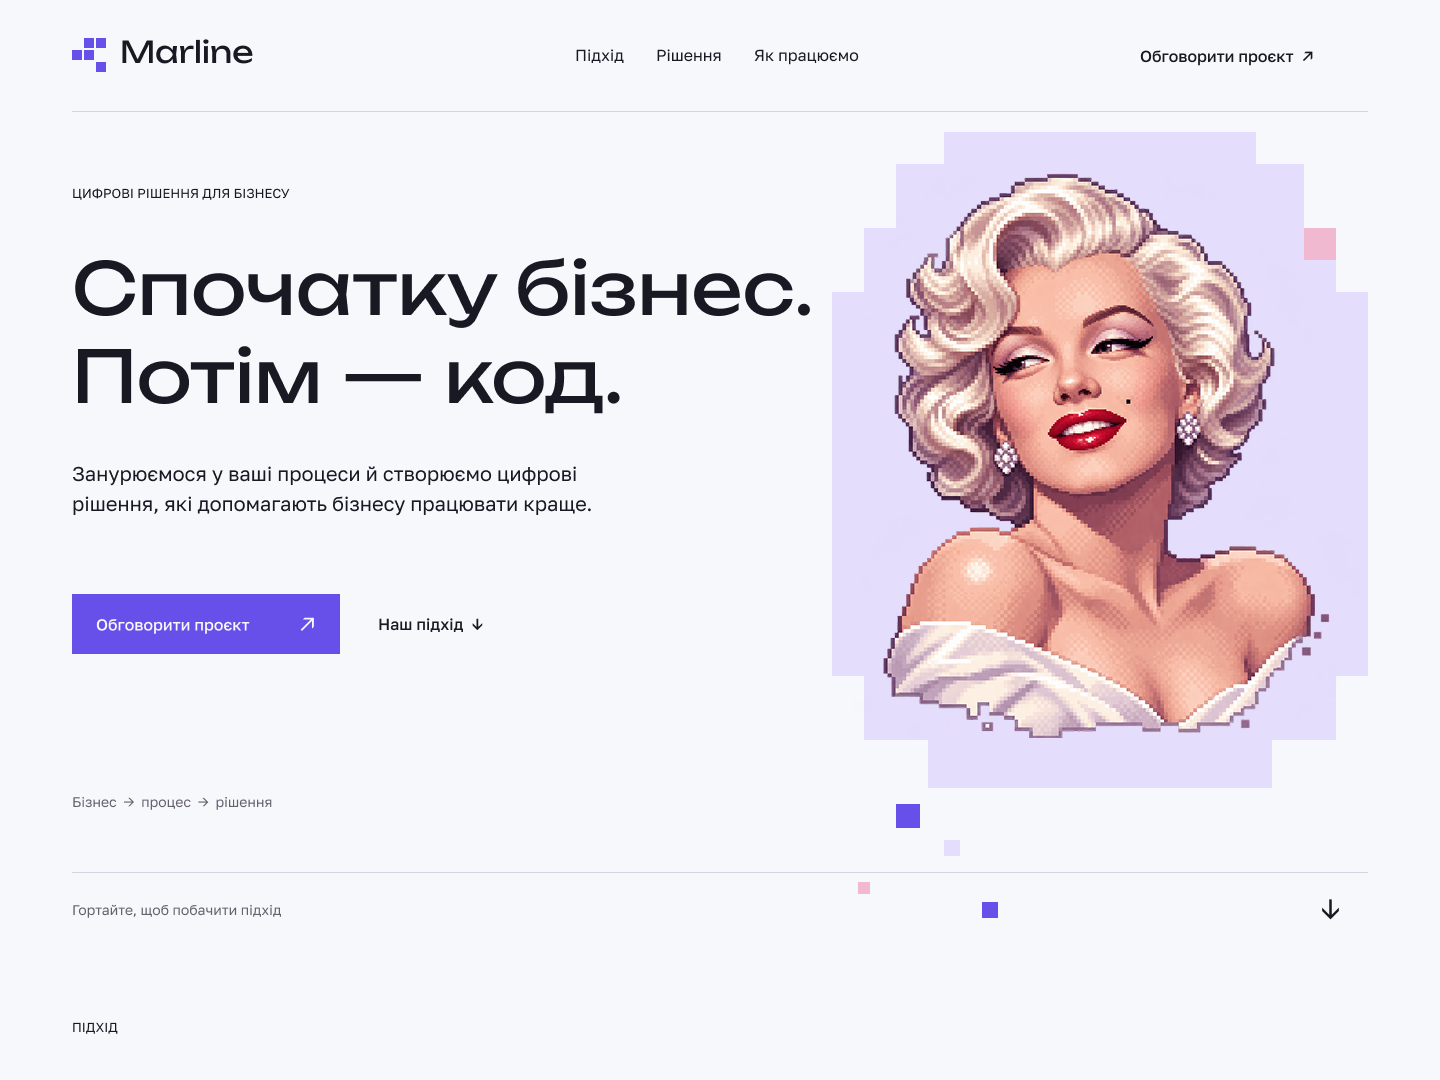 Marline
Підхід
Рішення
Як працюємо
Обговорити проєкт ↗
ЦИФРОВІ РІШЕННЯ ДЛЯ БІЗНЕСУ
Спочатку бізнес.
Потім — код.
Занурюємося у ваші процеси й створюємо цифрові
рішення, які допомагають бізнесу працювати краще.
Обговорити проєкт ↗
Наш підхід ↓
Бізнес → процес → рішення
Гортайте, щоб побачити підхід ↓
ПІДХІД